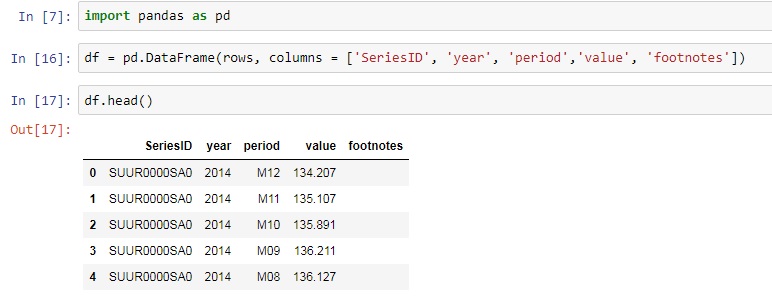 In [7]: import pandas as pd
In [16]: df = pd.DataFrame(rows, columns = ['SeriesID', 'year', 'period','value', 'footnotes'])
In [17]: df.head()
Out[17]:
SeriesID year period value footnotes
0 SUUR0000SA0 2014 M12 134.207
1 SUUR0000SA0 2014 M11 135.107
2 SUUR0000SA0 2014 M10 135.891
3 SUUR0000SA0 2014 M09 136.211
4 SUUR0000SA0 2014 M08 136.127